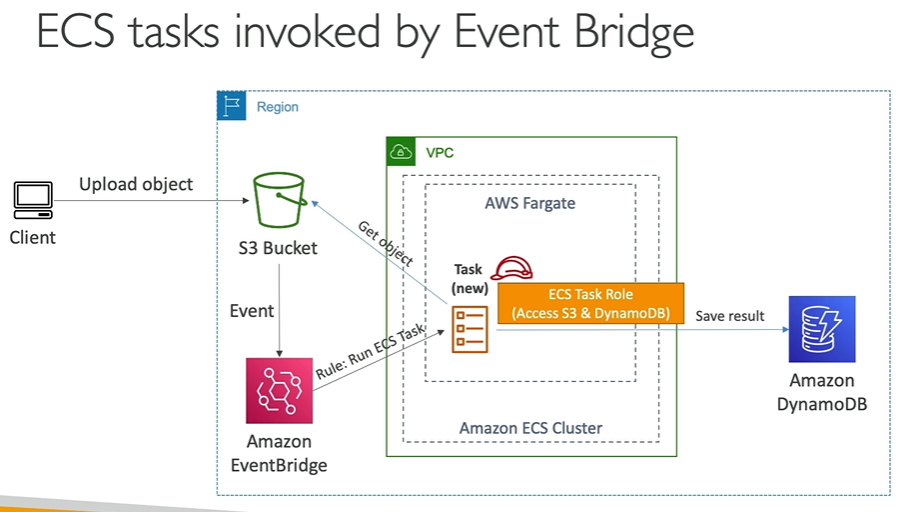 ECS tasks invoked by Event Bridge
Region
VPC
Upload object
AWS Fargate
Client
S3 Bucket
Get object
Task
(new)
ECS Task Role
(Access S3 & DynamoDB)
Save result
Event
Rule: Run ECS Task
Amazon
DynamoDB
Amazon ECS Cluster
Amazon
EventBridge